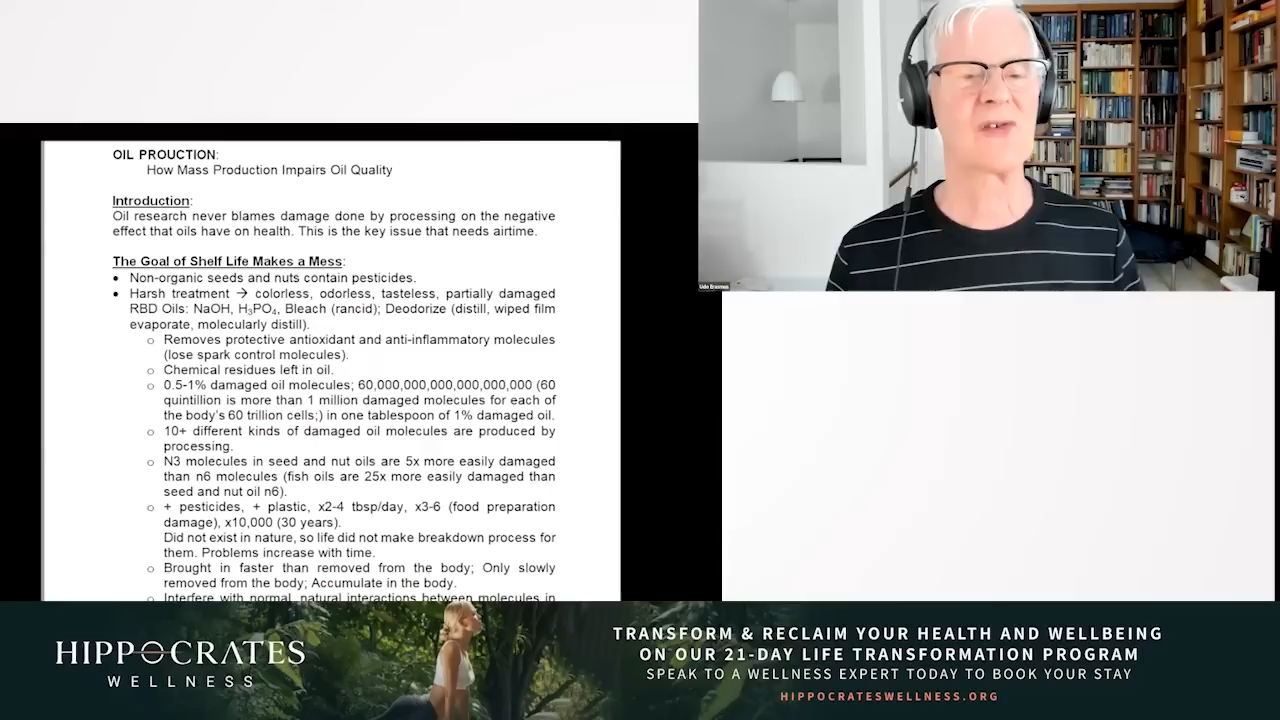 OIL PROUCTION:
How Mass Production Impairs Oil Quality
Introduction:
Oil research never blames damage done by processing on the negative
effect that oils have on health. This is the key issue that needs airtime.
The Goal of Shelf Life Makes a Mess:
• Non-organic seeds and nuts contain pesticides.
• Harsh treatment → colorless, odorless, tasteless, partially damaged
RBD Oils: NaOH, H₃PO₄, Bleach (rancid); Deodorize (distill, wiped film
evaporate, molecularly distill).
o Removes protective antioxidant and anti-inflammatory molecules
(lose spark control molecules).
o Chemical residues left in oil.
o 0.5-1% damaged oil molecules; 60,000,000,000,000,000,000 (60
quintillion is more than 1 million damaged molecules for each of
the body's 60 trillion cells;) in one tablespoon of 1% damaged oil.
o 10+ different kinds of damaged oil molecules are produced by
processing.
o N3 molecules in seed and nut oils are 5x more easily damaged
than n6 molecules (fish oils are 25x more easily damaged than
seed and nut oil n6).
o + pesticides, + plastic, x2-4 tbsp/day, x3-6 (food preparation
damage), x10,000 (30 years).
Did not exist in nature, so life did not make breakdown process for
them. Problems increase with time.
o Brought in faster than removed from the body; Only slowly
removed from the body; Accumulate in the body.
o Interfere with normal, natural interactions between molecules in
Udo Erasmus
HIPPOCRATES
WELLNESS
TRANSFORM & RECLAIM YOUR HEALTH AND WELLBEING
ON OUR 21-DAY LIFE TRANSFORMATION PROGRAM
SPEAK TO A WELLNESS EXPERT TODAY TO BOOK YOUR STAY
HIPPOCRATESWELLNESS.ORG